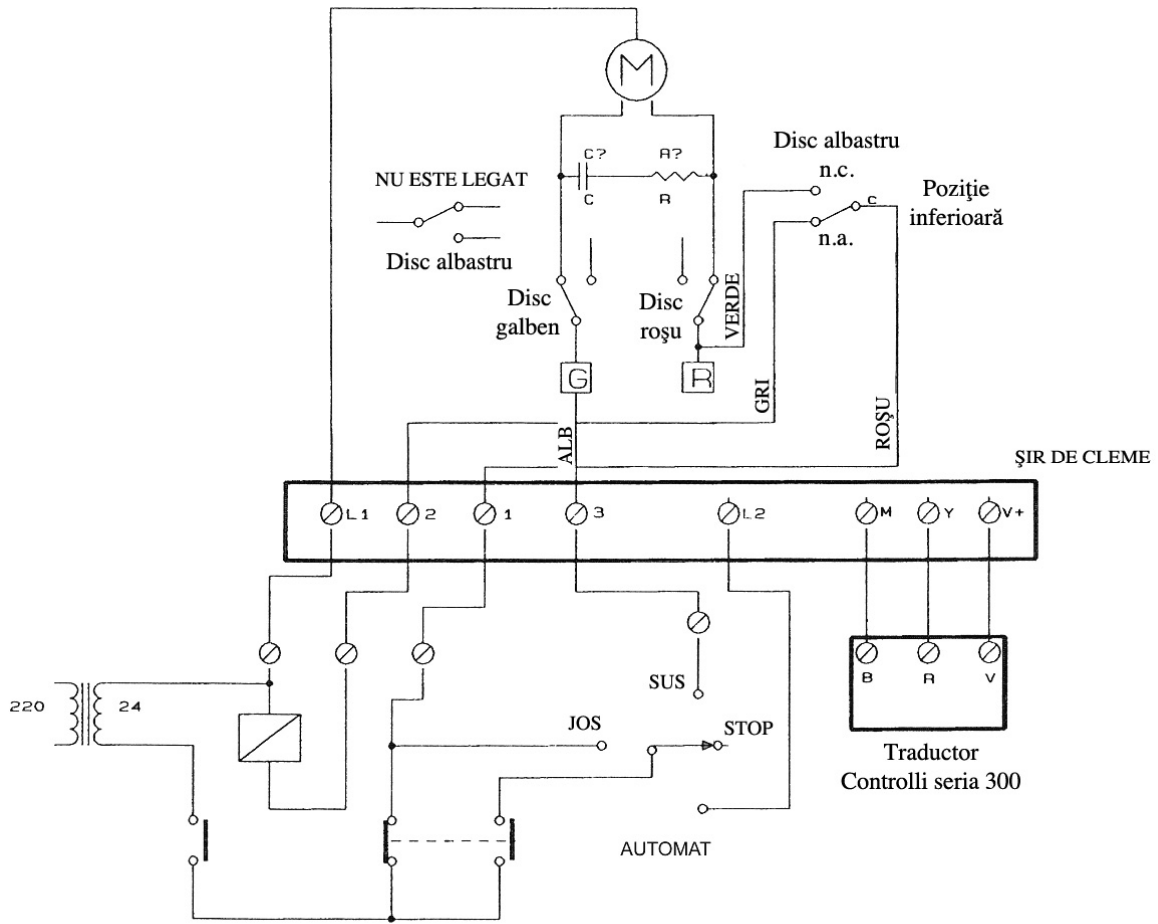 M
C?
R?
C
R
NU ESTE LEGAT
Disc albastru
Disc albastru
n.c.
c
n.a.
Poziţie
inferioară
Disc
galben
Disc
roşu
VERDE
G
R
GRI
ROŞU
ALB
ŞIR DE CLEME
L1
2
1
3
L2
M
Y
V+
B
R
V
220
24
SUS
JOS
STOP
AUTOMAT
Traductor
Controlli seria 300